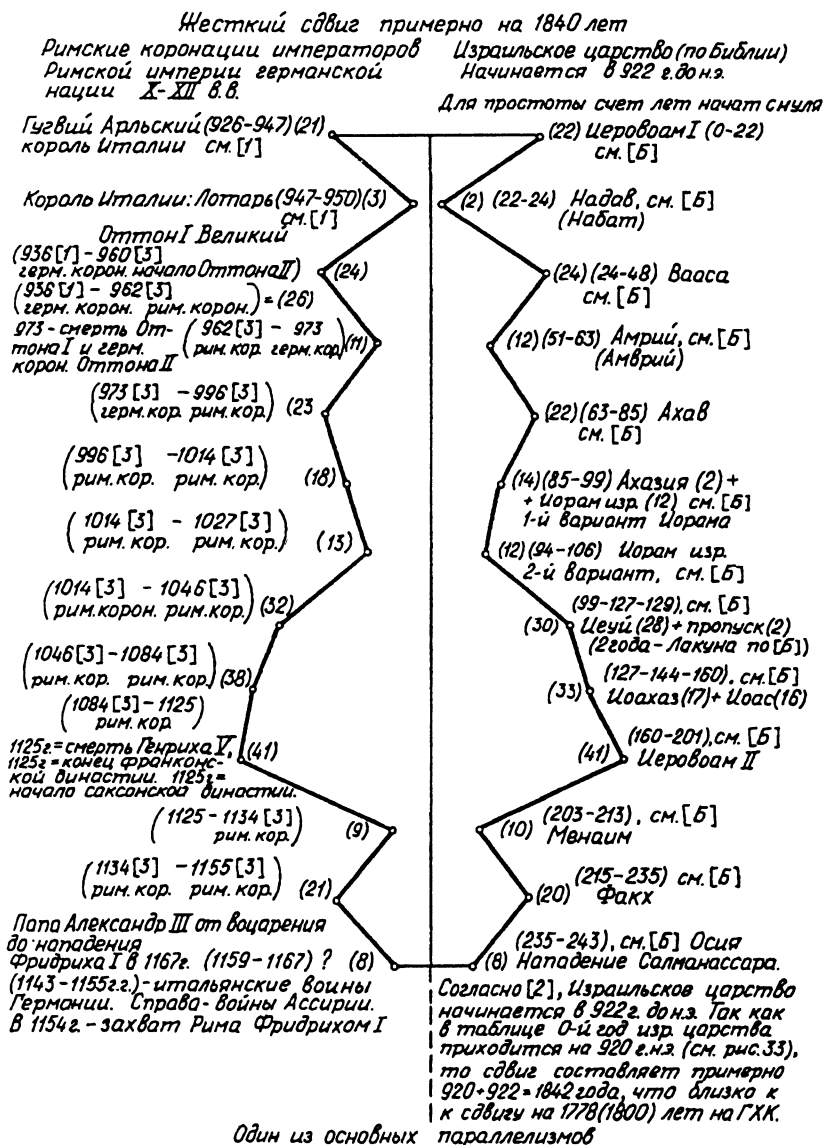 Жесткий сдвиг примерно на 1840 лет
Римские коронации императоров
Римской империи германской
нации X-XII в.в.
Израильское царство (по Библии)
Начинается в 922 г. до н.э.
Для простоты счет лет начат с нуля
Гугвий Арльский (926-947) (21)
король Италии см. [1]
(22) Иеровоам I (0-22)
см. [Б]
Король Италии: Лотарь (947-950) (3)
см. [1]
(2) (22-24) Надав, см. [Б]
(Набат)
Оттон I Великий
(936 [1] - 960 [3]
герм. корон. начало Оттона II) (24)
(936 [1] - 962 [3]
герм. корон. рим. корон.) = (26)
(24) (24-48) Вааса
см. [Б]
973 - смерть От-
тона I и герм.
корон. Оттона II
(962 [3] - 973
рим. кор. герм. кор.) (11)
(12) (51-63) Амрий, см. [Б]
(Амврий)
(973 [3] - 996 [3]
герм. кор. рим. кор.) (23
(22) (63-85) Ахав
см. [Б]
(996 [3] - 1014 [3]
рим. кор. рим. кор.) (18)
(14) (85-99) Ахазия (2) +
+ Иорам изр. (12) см. [Б]
1-й вариант Иорама
(1014 [3] - 1027 [3]
рим. кор. рим. кор.) (13)
(12) (94-106) Иорам изр.
2-й вариант, см. [Б]
(1014 [3] - 1046 [3]
рим. корон. рим. кор.) (32)
(99-127-129), см. [Б]
(30) Иеуй (28) + пропуск (2)
(2 года - Лакуна по [Б])
(1046 [3] - 1084 [3]
рим. кор. рим. кор.) (38)
(127-144-160), см. [Б]
(33) Иоахаз (17) + Иоас (16)
(1084 [3] - 1125)
рим. кор.
1125 г. = смерть Генриха V,
1125 г = конец франконс-
кой династии. 1125 г =
начало саксонской династии.
(41)
(160-201), см. [Б]
(41) Иеровоам II
(1125 - 1134 [3]
рим. кор.) (9)
(203-213), см. [Б]
(10) Менаим
(1134 [3] - 1155 [3]
рим. кор. рим. кор.) (21)
(215-235) см. [Б]
(20) Факх
Папа Александр III от воцарения
до нападения
Фридриха I в 1167 г. (1159-1167) ? (8)
(1143-1155 г.г.) - итальянские войны
Германии. Справа - войны Ассирии.
В 1154 г. - захват Рима Фридрихом I
(235-243), см. [Б] Осия
(8) Нападение Салманассара.
Согласно [2], Израильское царство
начинается в 922 г. до н.э. Так как
в таблице 0-й год изр. царства
приходится на 920 г. н.э. (см. рис. 33),
то сдвиг составляет примерно
920 + 922 = 1842 года, что близко к
к сдвигу на 1778 (1800) лет на ГХК.
Один из основных параллелизмов